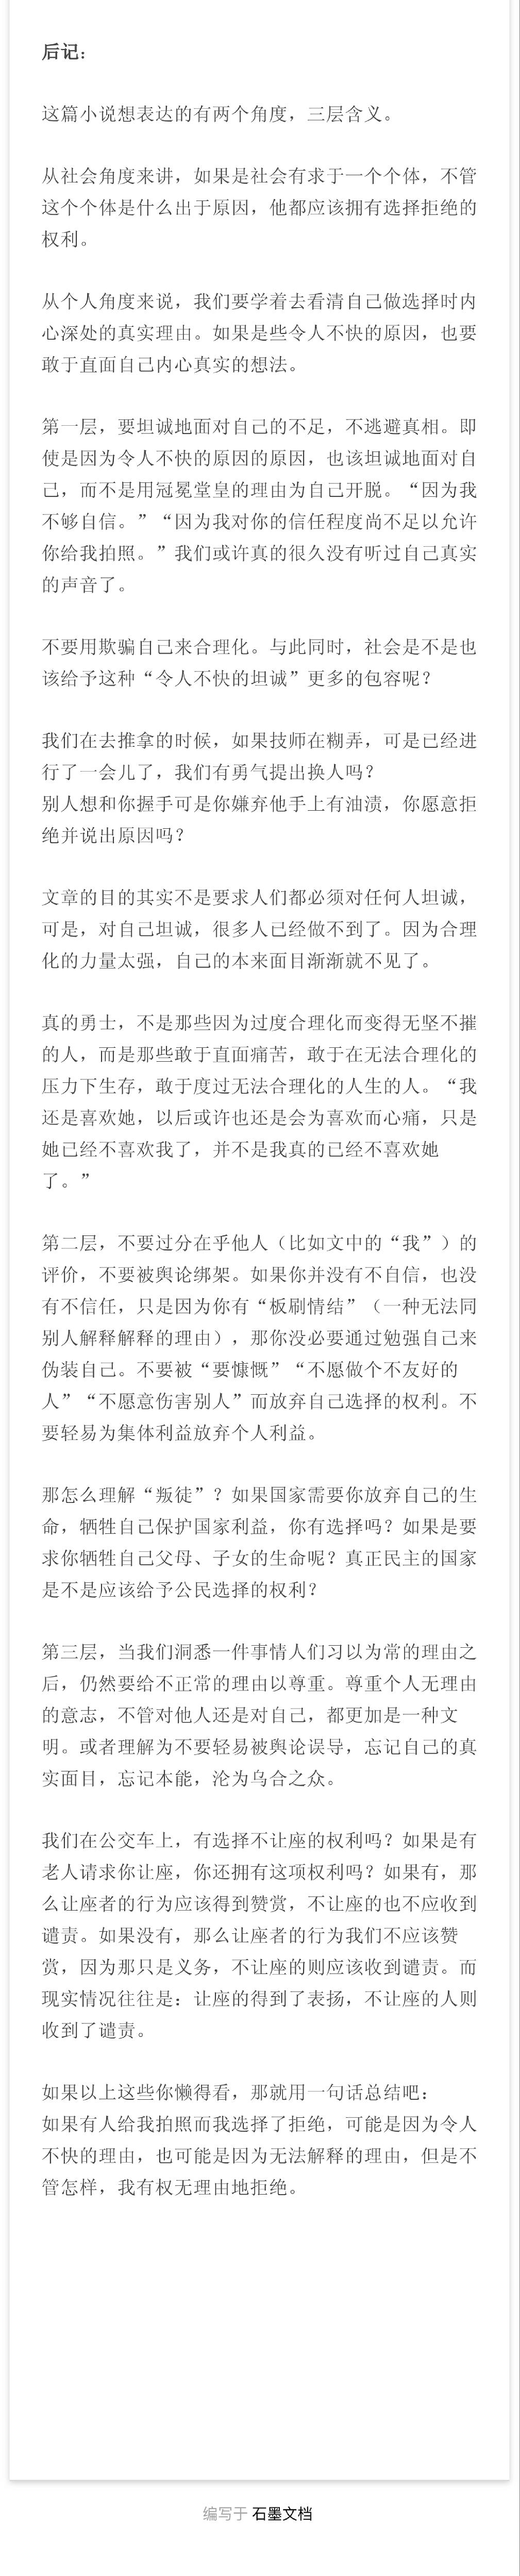 后记：
这篇小说想表达的有两个角度，三层含义。
从社会角度来讲，如果是社会有求于一个个体，不管
这个个体是什么出于原因，他都应该拥有选择拒绝的
权利。
从个人角度来说，我们要学着去看清自己做选择时内
心深处的真实理由。如果是些令人不快的原因，也要
敢于直面自己内心真实的想法。
第一层，要坦诚地面对自己的不足，不逃避真相。即
使是因为令人不快的原因的原因，也该坦诚地面对自
己，而不是用冠冕堂皇的理由为自己开脱。“因为我
不够自信。”“因为我对你的信任程度尚不足以允许
你给我拍照。”我们或许真的很久没有听过自己真实
的声音了。
不要用欺骗自己来合理化。与此同时，社会是不是也
该给予这种“令人不快的坦诚”更多的包容呢？
我们在去推拿的时候，如果技师在糊弄，可是已经进
行了一会儿了，我们有勇气提出换人吗？
别人想和你握手可是你嫌弃他手上有油渍，你愿意拒
绝并说出原因吗？
文章的目的其实不是要求人们都必须对任何人坦诚，
可是，对自己坦诚，很多人已经做不到了。因为合理
化的力量太强，自己的本来面目渐渐就不见了。
真的勇士，不是那些因为过度合理化而变得无坚不摧
的人，而是那些敢于直面痛苦，敢于在无法合理化的
压力下生存，敢于度过无法合理化的人生的人。“我
还是喜欢她，以后或许也还是会为喜欢而心痛，只是
她已经不喜欢我了，并不是我真的已经不喜欢她
了。”
第二层，不要过分在乎他人（比如文中的“我”）的
评价，不要被舆论绑架。如果你并没有不自信，也没
有不信任，只是因为你有“板刷情结”（一种无法同
别人解释解释的理由），那你没必要通过勉强自己来
伪装自己。不要被“要慷慨”“不愿做个不友好的
人”“不愿意伤害别人”而放弃自己选择的权利。不
要轻易为集体利益放弃个人利益。
那怎么理解“叛徒”？如果国家需要你放弃自己的生
命，牺牲自己保护国家利益，你有选择吗？如果是要
求你牺牲自己父母、子女的生命呢？真正民主的国家
是不是应该给予公民选择的权利？
第三层，当我们洞悉一件事情人们习以为常的理由之
后，仍然要给不正常的理由以尊重。尊重个人无理由
的意志，不管对他人还是对自己，都更加是一种文
明。或者理解为不要轻易被舆论误导，忘记自己的真
实面目，忘记本能，沦为乌合之众。
我们在公交车上，有选择不让座的权利吗？如果是有
老人请求你让座，你还拥有这项权利吗？如果有，那
么让座者的行为应该得到赞赏，不让座的也不应收到
谴责。如果没有，那么让座者的行为我们不应该赞
赏，因为那只是义务，不让座的则应该收到谴责。而
现实情况往往是：让座的得到了表扬，不让座的人则
收到了谴责。
如果以上这些你懒得看，那就用一句话总结吧：
如果有人给我拍照而我选择了拒绝，可能是因为令人
不快的理由，也可能是因为无法解释的理由，但是不
管怎样，我有权无理由地拒绝。
编写于 石墨文档